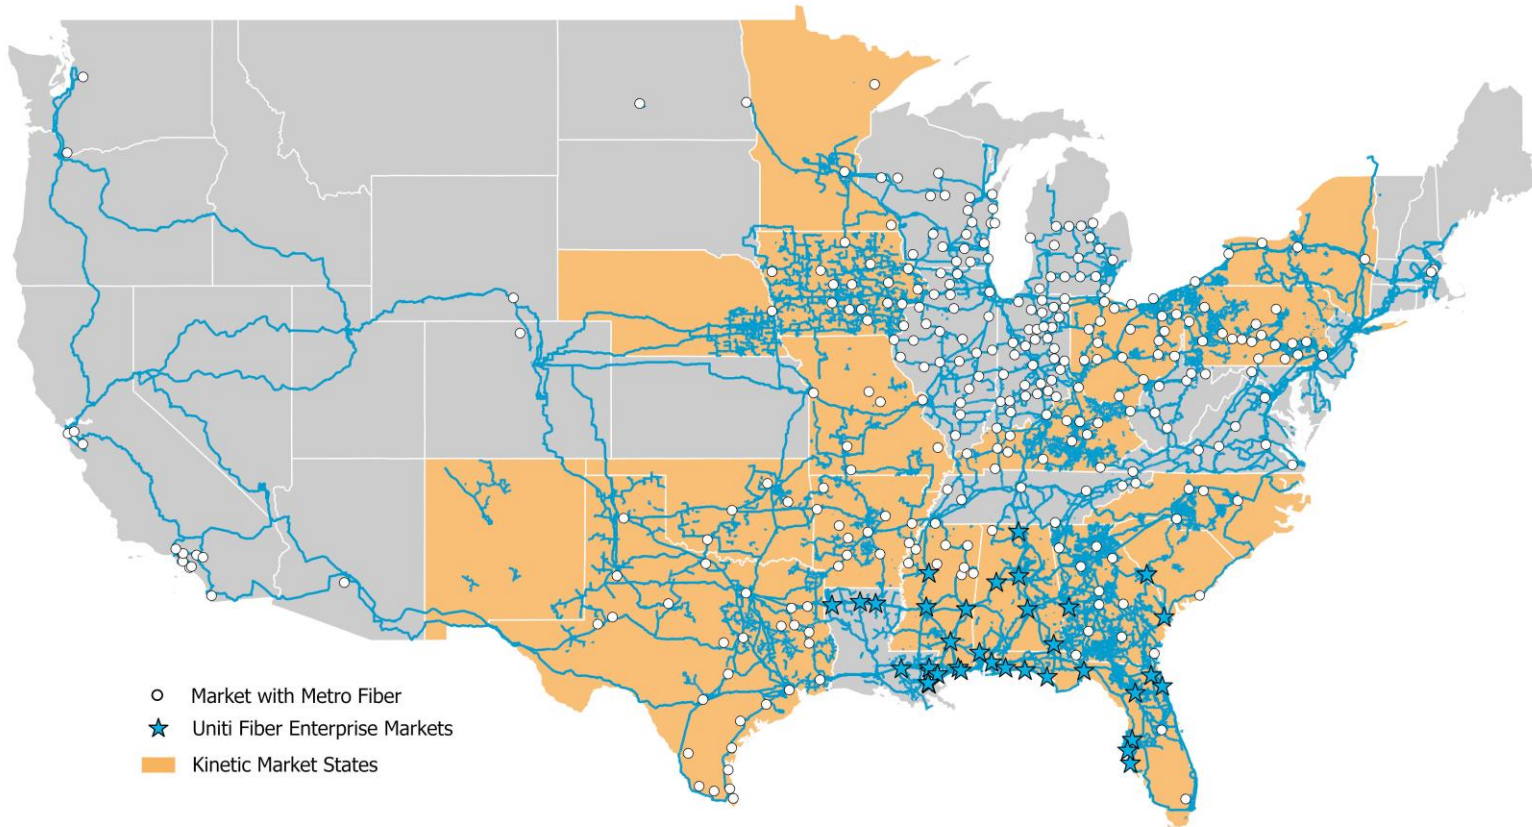 Market with Metro Fiber
Uniti Fiber Enterprise Markets
Kinetic Market States